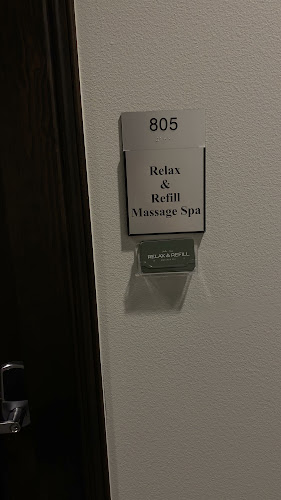 805
Relax
&
Refill
Massage Spa
RELAX & REFILL